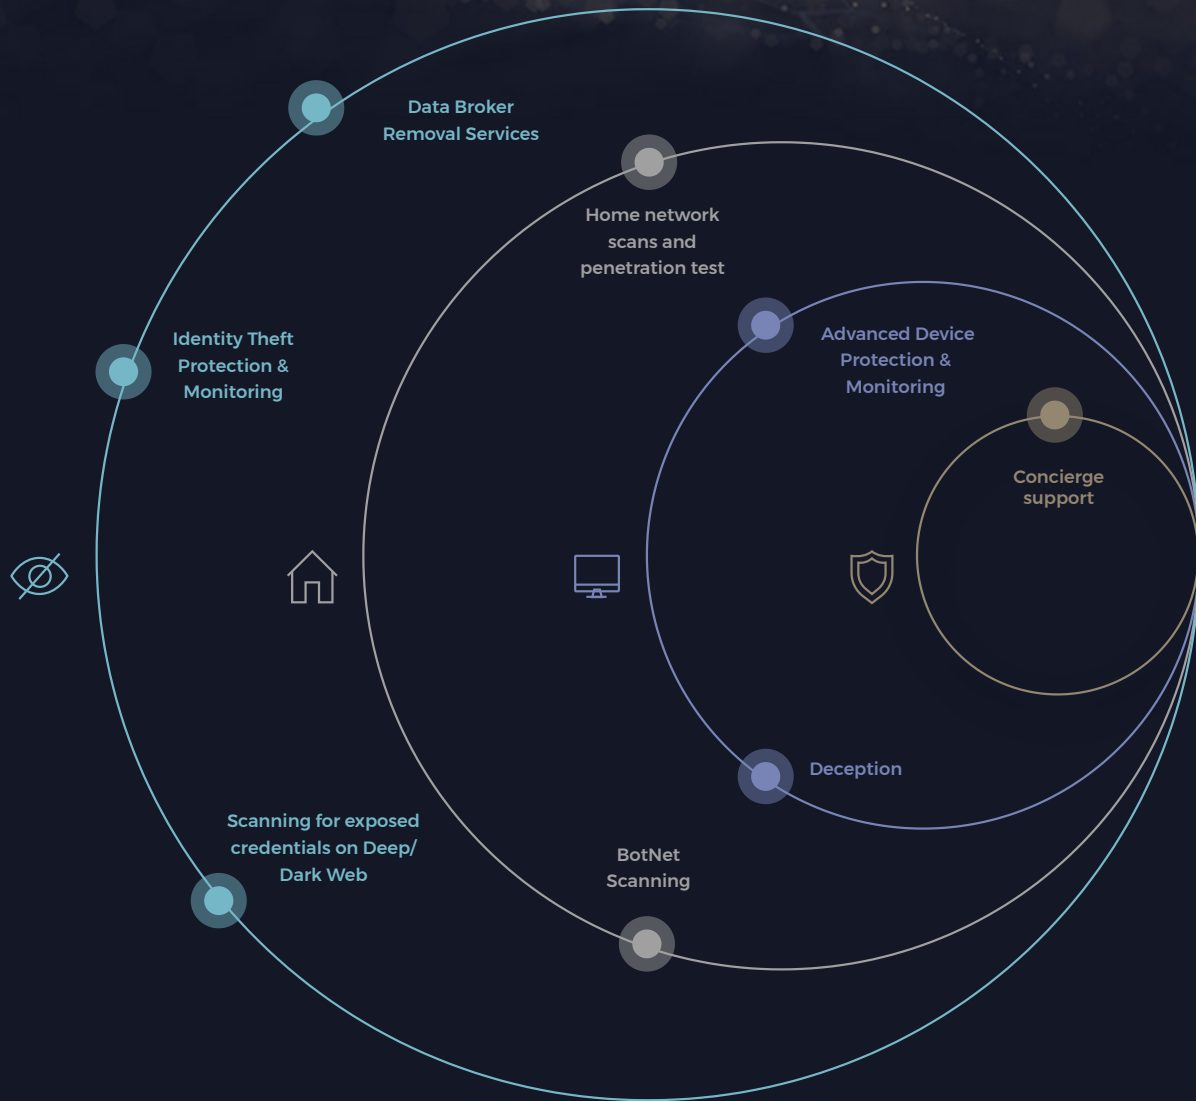 Data Broker
Removal Services
Home network
scans and
penetration test
Identity Theft
Protection &
Monitoring
Advanced Device
Protection &
Monitoring
Concierge
support
Deception
Scanning for exposed
credentials on Deep/
Dark Web
BotNet
Scanning